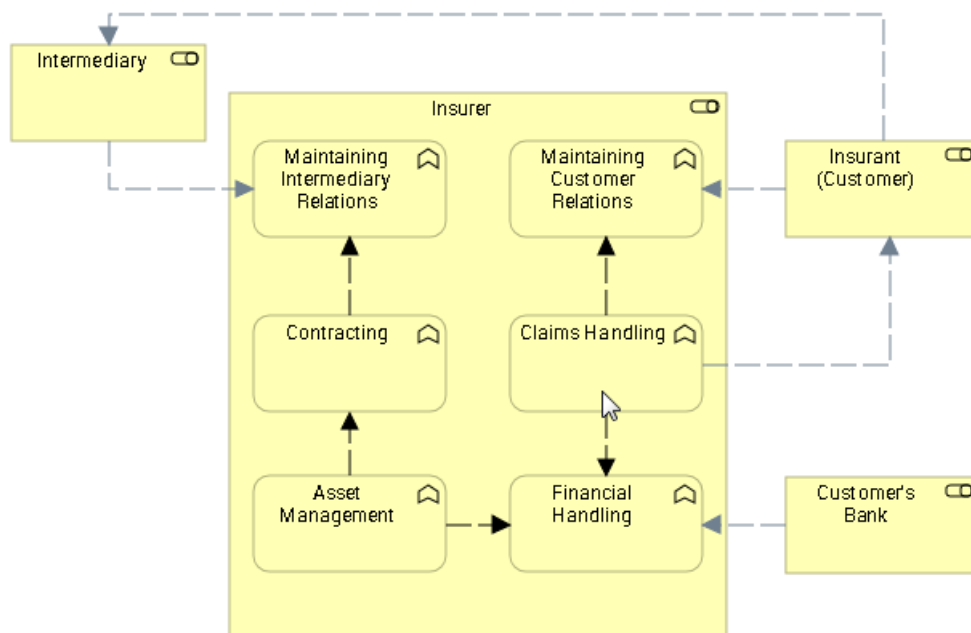 Intermediary
Insurer
Maintaining
Intermediary
Relations
Maintaining
Customer
Relations
Insurant
(Customer)
Contracting
Claims Handling
Asset
Management
Financial
Handling
Customer's
Bank